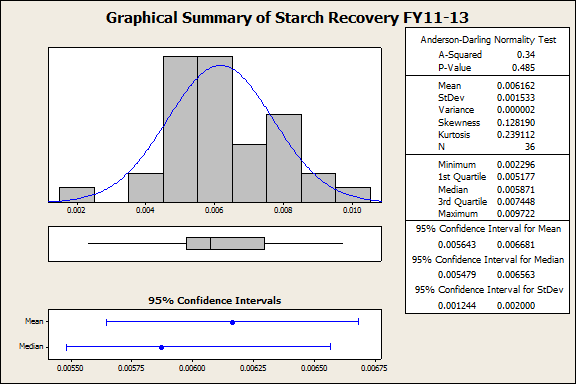 Graphical Summary of Starch Recovery FY11-13
0.002 0.004 0.006 0.008 0.010
95% Confidence Intervals
Mean
Median
0.00550 0.00575 0.00600 0.00625 0.00650 0.00675
Anderson-Darling Normality Test
A-Squared 0.34
P-Value 0.485
Mean 0.006162
StDev 0.001533
Variance 0.000002
Skewness 0.128190
Kurtosis 0.239112
N 36
Minimum 0.002296
1st Quartile 0.005177
Median 0.005871
3rd Quartile 0.007448
Maximum 0.009722
95% Confidence Interval for Mean
0.005643 0.006681
95% Confidence Interval for Median
0.005479 0.006563
95% Confidence Interval for StDev
0.001244 0.002000